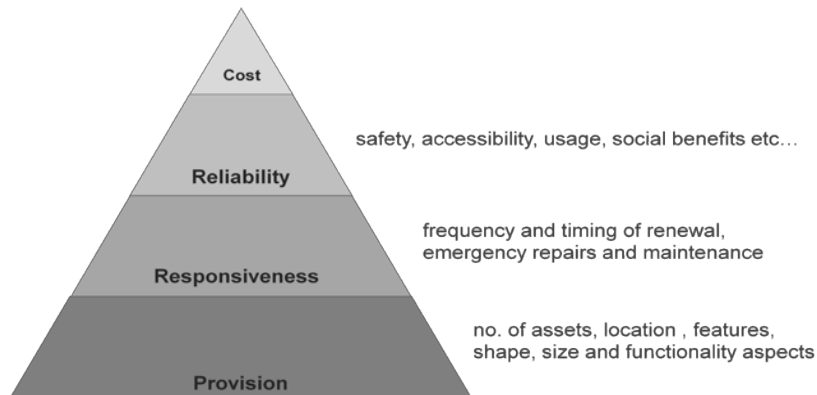 Cost
safety, accessibility, usage, social benefits etc…
Reliability
frequency and timing of renewal,
emergency repairs and maintenance
Responsiveness
no. of assets, location , features,
shape, size and functionality aspects
Provision